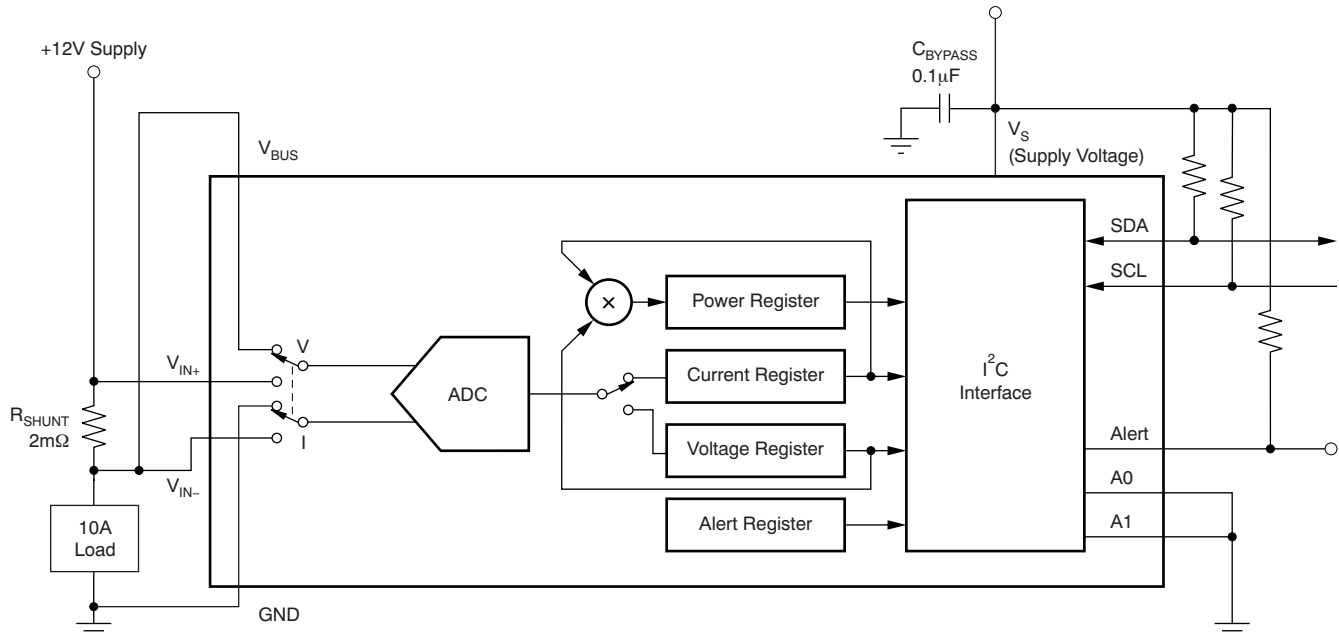 +12V Supply
C_BYPASS
0.1µF
V_S
(Supply Voltage)
V_BUS
SDA
SCL
×
Power Register
V
V_IN+
ADC
Current Register
I²C
Interface
R_SHUNT
2mΩ
I
Voltage Register
Alert
V_IN–
A0
10A
Load
Alert Register
A1
GND